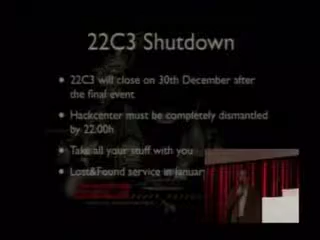 22C3 Shutdown
• 22C3 will close on 30th December after
the final event
• Hackcenter must be completely dismantled
by 22:00h
• Take all your stuff with you
• Lost&Found service in januar